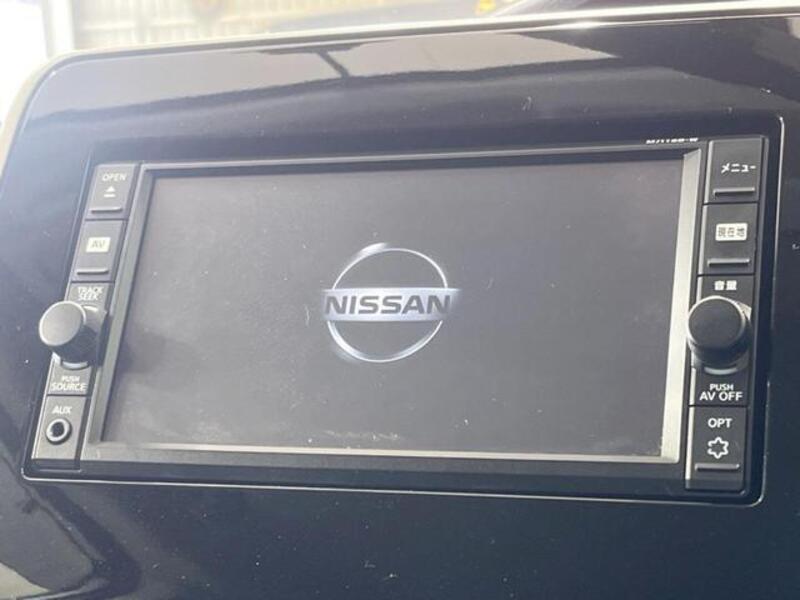 OPEN
AV
TRACK
SEEK
PUSH
SOURCE
AUX
NISSAN
MJ118D-W
メニュー
現在地
音量
PUSH
AV OFF
OPT